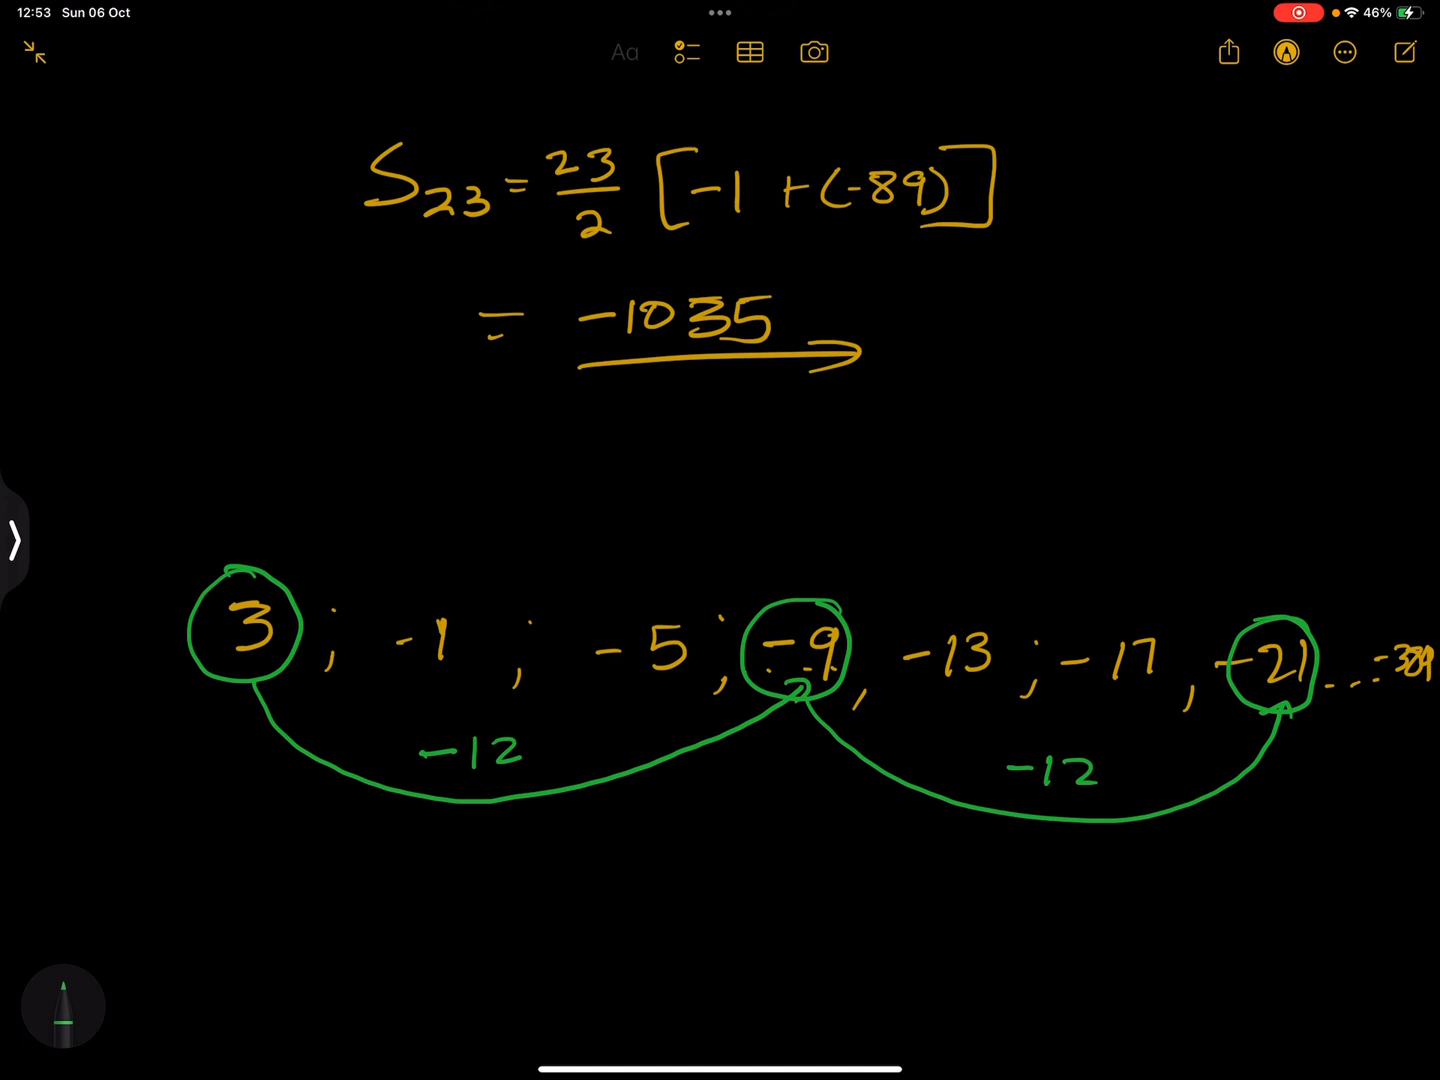 12:53 Sun 06 Oct 46%
Aa
S₂₃ = 23/2 [-1 + (-89)]
= -1035
3 ; -1 ; -5 ; -9 , -13 ; -17 , -21 ...
-12 -12